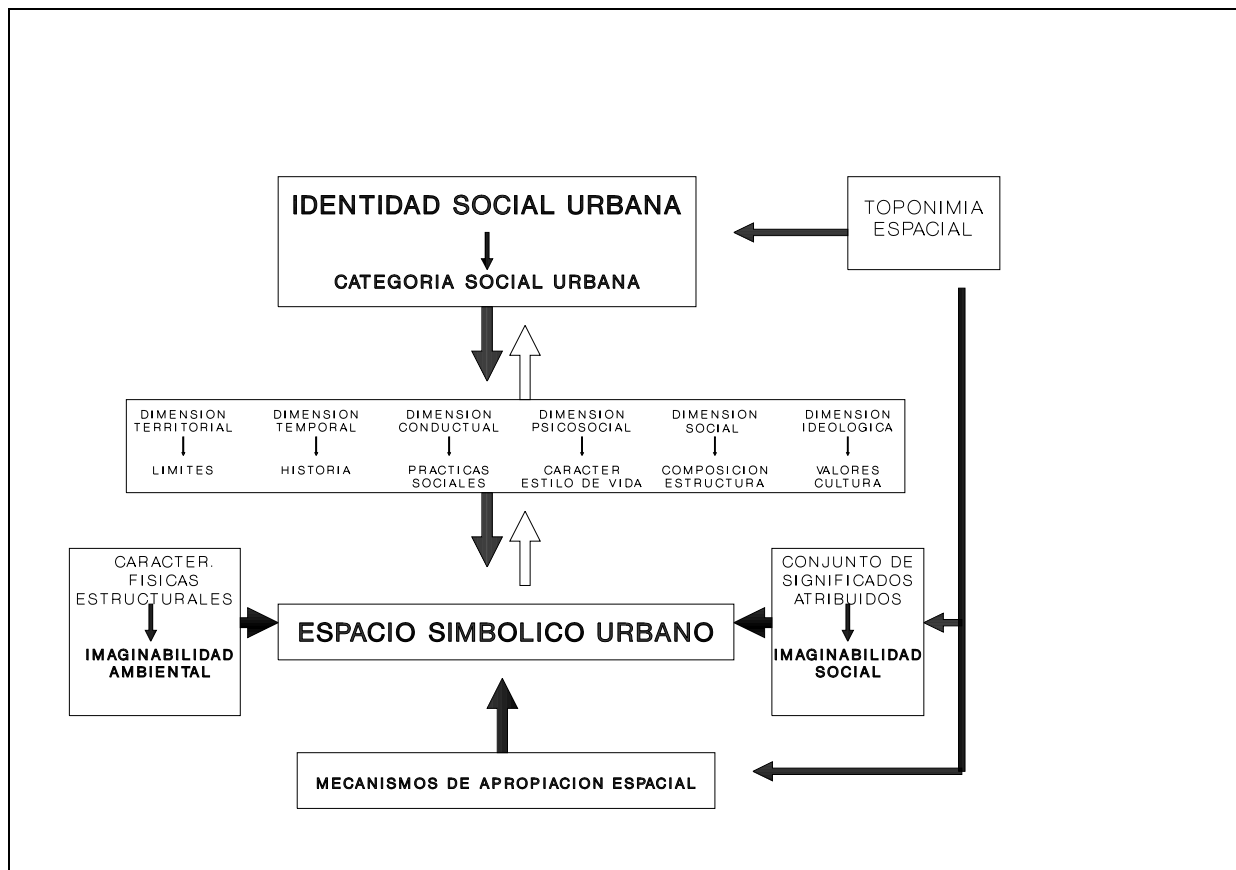 IDENTIDAD SOCIAL URBANA
CATEGORIA SOCIAL URBANA
TOPONIMIA
ESPACIAL
DIMENSION
TERRITORIAL
LIMITES
DIMENSION
TEMPORAL
HISTORIA
DIMENSION
CONDUCTUAL
PRACTICAS
SOCIALES
DIMENSION
PSICOSOCIAL
CARACTER
ESTILO DE VIDA
DIMENSION
SOCIAL
COMPOSICION
ESTRUCTURA
DIMENSION
IDEOLOGICA
VALORES
CULTURA
CARACTER.
FISICAS
ESTRUCTURALES
IMAGINABILIDAD
AMBIENTAL
ESPACIO SIMBOLICO URBANO
CONJUNTO DE
SIGNIFICADOS
ATRIBUIDOS
IMAGINABILIDAD
SOCIAL
MECANISMOS DE APROPIACION ESPACIAL